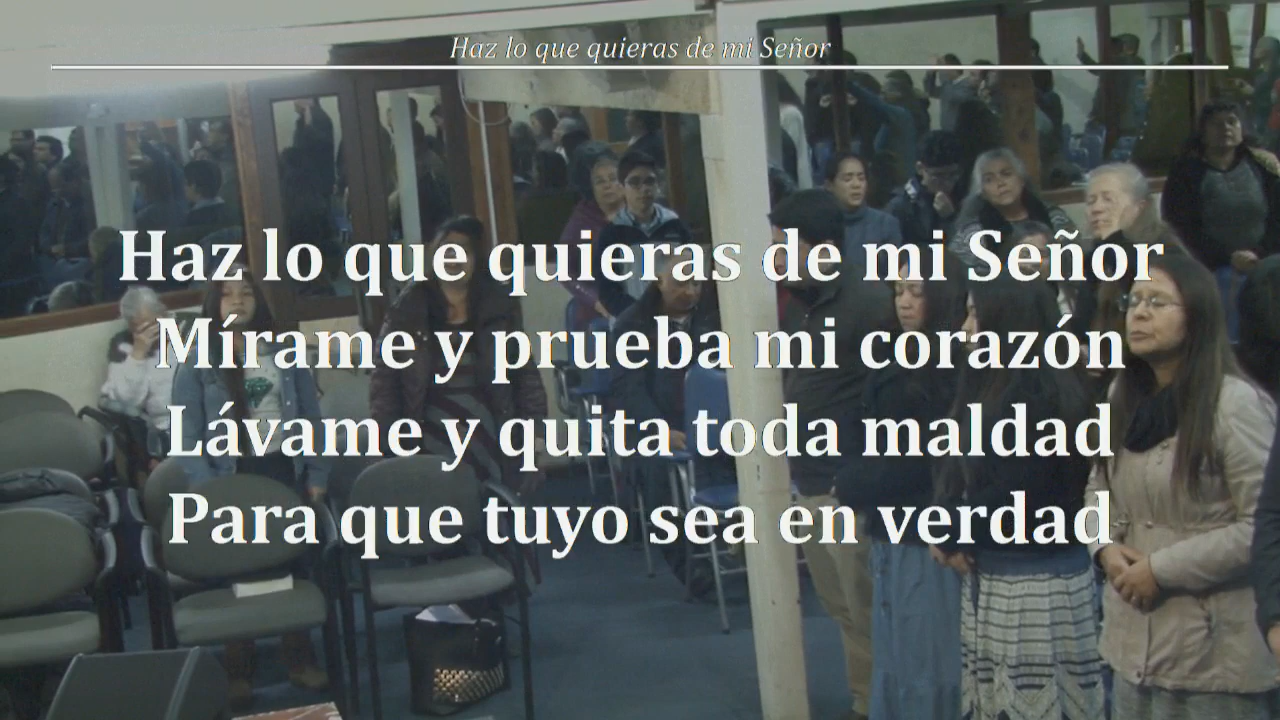 Haz lo que quieras de mi Señor
Haz lo que quieras de mi Señor
Mírame y prueba mi corazón
Lávame y quita toda maldad
Para que tuyo sea en verdad